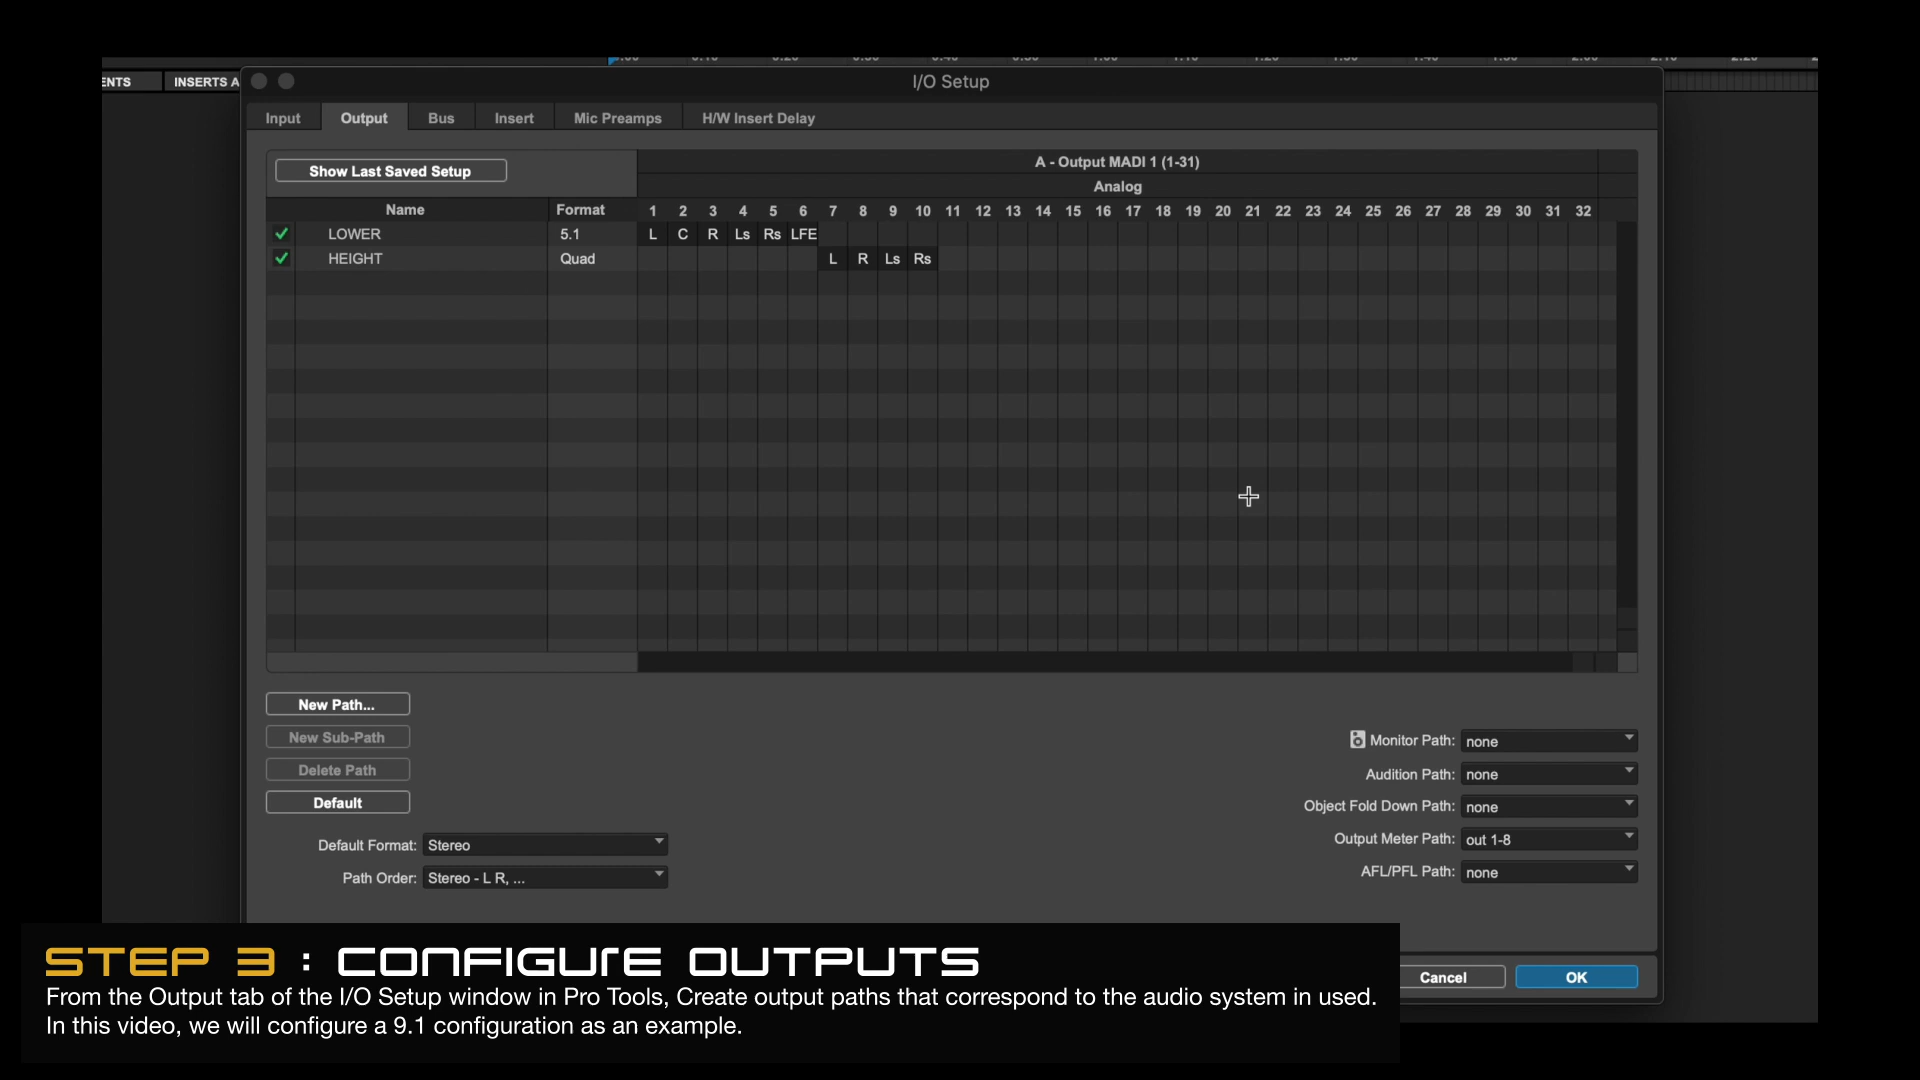 ENTS INSERTS A
I/O Setup
Input Output Bus Insert Mic Preamps H/W Insert Delay
Show Last Saved Setup
A - Output MADI 1 (1-31)
Analog
Name Format 1 2 3 4 5 6 7 8 9 10 11 12 13 14 15 16 17 18 19 20 21 22 23 24 25 26 27 28 29 30 31 32
LOWER 5.1 L C R Ls Rs LFE
HEIGHT Quad L R Ls Rs
New Path...
New Sub-Path
Delete Path
Default
Default Format: Stereo
Path Order: Stereo - L R, ...
Monitor Path: none
Audition Path: none
Object Fold Down Path: none
Output Meter Path: out 1-8
AFL/PFL Path: none
Cancel OK
STEP 3 : CONFIGURE OUTPUTS
From the Output tab of the I/O Setup window in Pro Tools, Create output paths that correspond to the audio system in used.
In this video, we will configure a 9.1 configuration as an example.